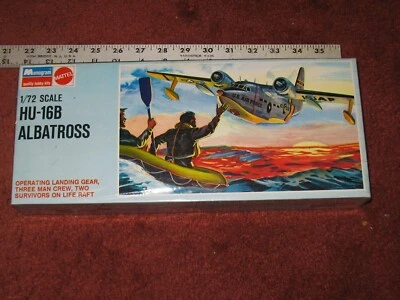 21 22 23 24 25 26 27 28 29 30 31 32 33 34 35
Monogram
quality hobby kits
MATTEL
1/72 SCALE
HU-16B
ALBATROSS
OPERATING LANDING GEAR,
THREE MAN CREW, TWO
SURVIVORS ON LIFE RAFT